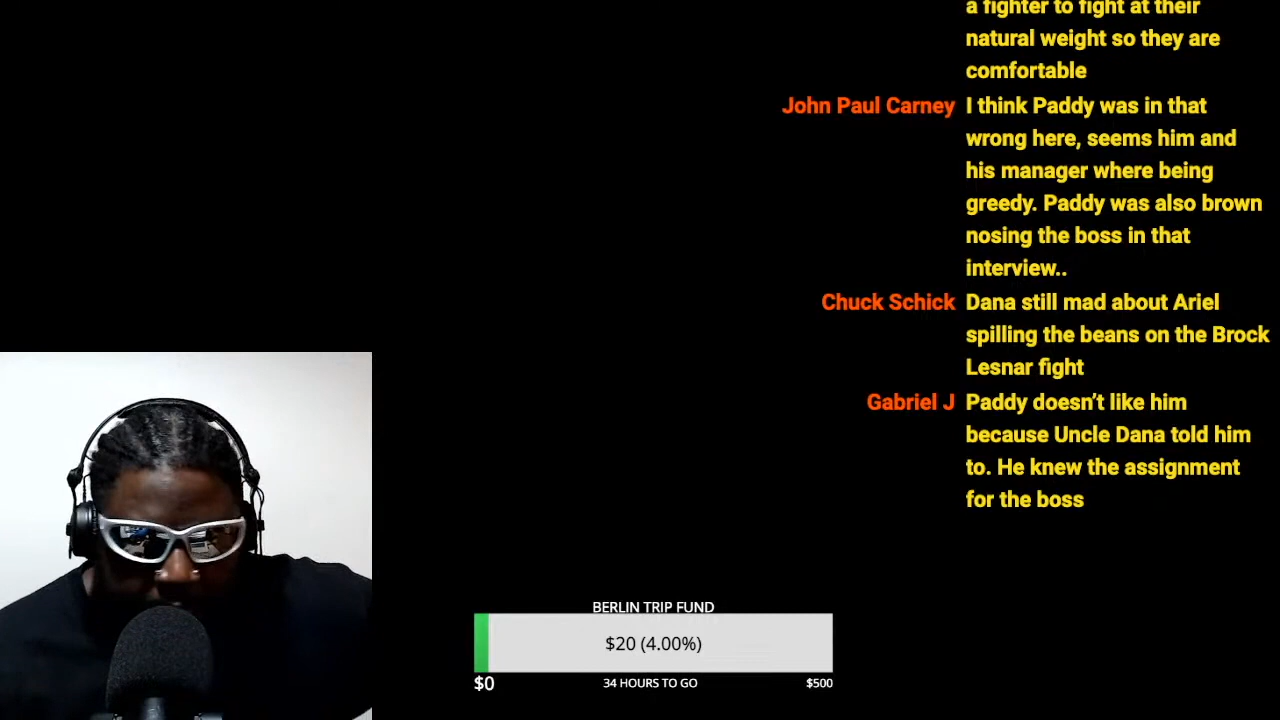 a fighter to fight at their
natural weight so they are
comfortable
John Paul Carney I think Paddy was in that
wrong here, seems him and
his manager where being
greedy. Paddy was also brown
nosing the boss in that
interview..
Chuck Schick Dana still mad about Ariel
spilling the beans on the Brock
Lesnar fight
Gabriel J Paddy doesn’t like him
because Uncle Dana told him
to. He knew the assignment
for the boss
BERLIN TRIP FUND
$20 (4.00%)
$0 34 HOURS TO GO $500